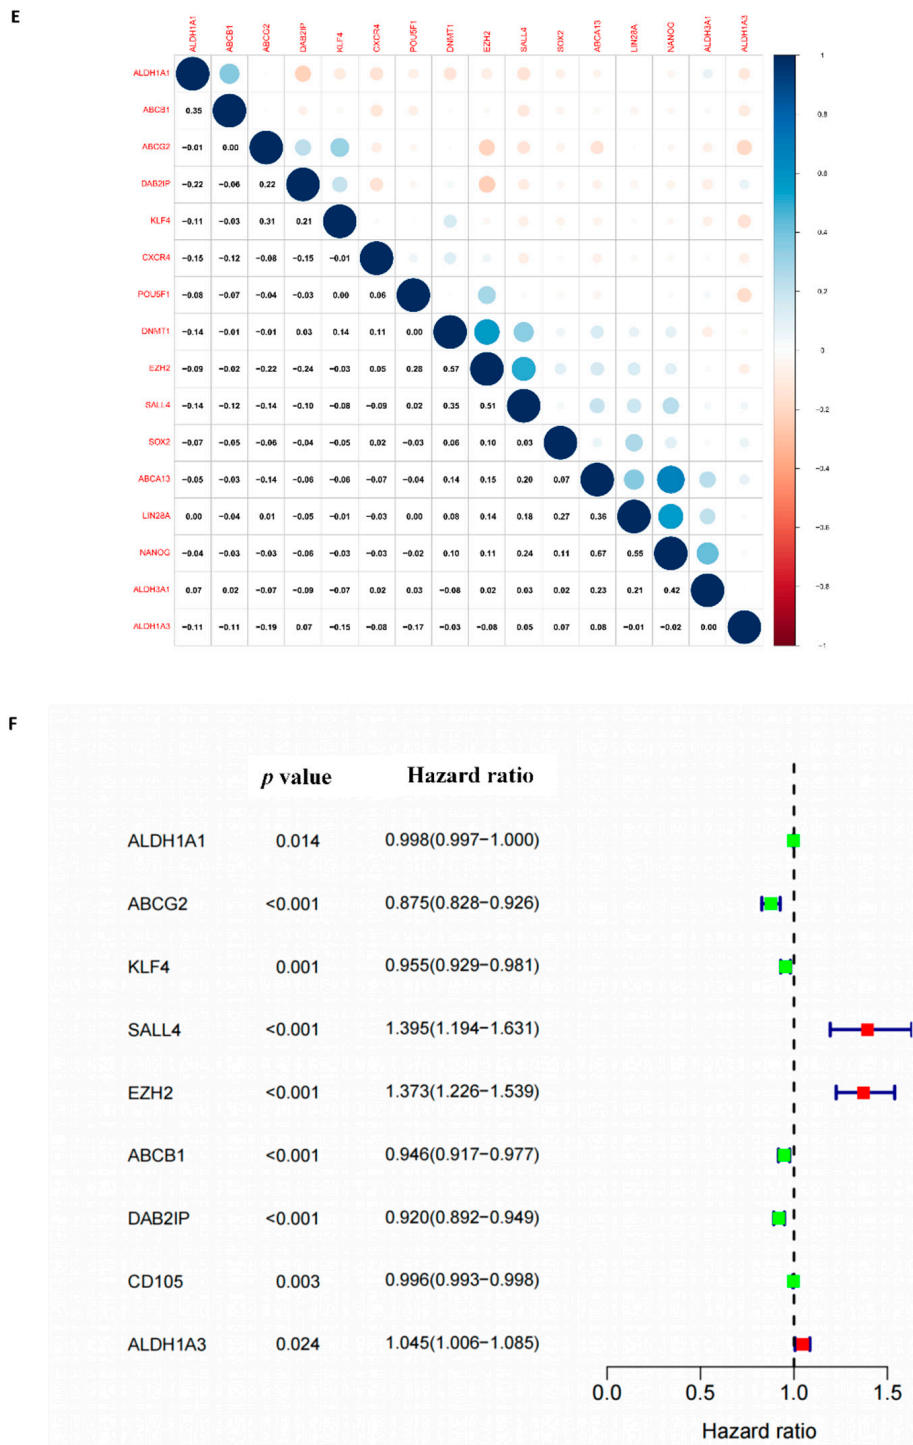 E
ALDH1A1 ABCB1 ABCG2 DAB2IP KLF4 CXCR4 POU5F1 DNMT1 EZH2 SALL4 SOX2 ABCA13 LIN28A NANOG ALDH3A1 ALDH1A3
ALDH1A1 1
ABCB1 0.35 0.8
ABCG2 −0.01 0.00 0.6
DAB2IP −0.22 −0.06 0.22
KLF4 −0.11 −0.03 0.31 0.21 0.4
CXCR4 −0.15 −0.12 −0.08 −0.15 −0.01
POU5F1 −0.08 −0.07 −0.04 −0.03 0.00 0.06 0.2
DNMT1 −0.14 −0.01 −0.01 0.03 0.14 0.11 0.00 0
EZH2 −0.09 −0.02 −0.22 −0.24 −0.03 0.05 0.28 0.57
SALL4 −0.14 −0.12 −0.14 −0.10 −0.08 −0.09 0.02 0.35 0.51 −0.2
SOX2 −0.07 −0.05 −0.06 −0.04 −0.05 0.02 −0.03 0.06 0.10 0.03
ABCA13 −0.05 −0.03 −0.14 −0.06 −0.06 −0.07 −0.04 0.14 0.15 0.20 0.07 −0.4
LIN28A 0.00 −0.04 0.01 −0.05 −0.01 −0.03 0.00 0.08 0.14 0.18 0.27 0.36 −0.6
NANOG −0.04 −0.03 −0.03 −0.06 −0.03 −0.03 −0.02 0.10 0.11 0.24 0.11 0.67 0.55
ALDH3A1 0.07 0.02 −0.07 −0.09 −0.07 0.02 0.03 −0.08 0.02 0.03 0.02 0.23 0.21 0.42 −0.8
ALDH1A3 −0.11 −0.11 −0.19 0.07 −0.15 −0.08 −0.17 −0.03 −0.08 0.05 0.07 0.08 −0.01 −0.02 0.00
−1
F
p value Hazard ratio
ALDH1A1 0.014 0.998(0.997−1.000)
ABCG2 <0.001 0.875(0.828−0.926)
KLF4 0.001 0.955(0.929−0.981)
SALL4 <0.001 1.395(1.194−1.631)
EZH2 <0.001 1.373(1.226−1.539)
ABCB1 <0.001 0.946(0.917−0.977)
DAB2IP <0.001 0.920(0.892−0.949)
CD105 0.003 0.996(0.993−0.998)
ALDH1A3 0.024 1.045(1.006−1.085)
0.0 0.5 1.0 1.5
Hazard ratio